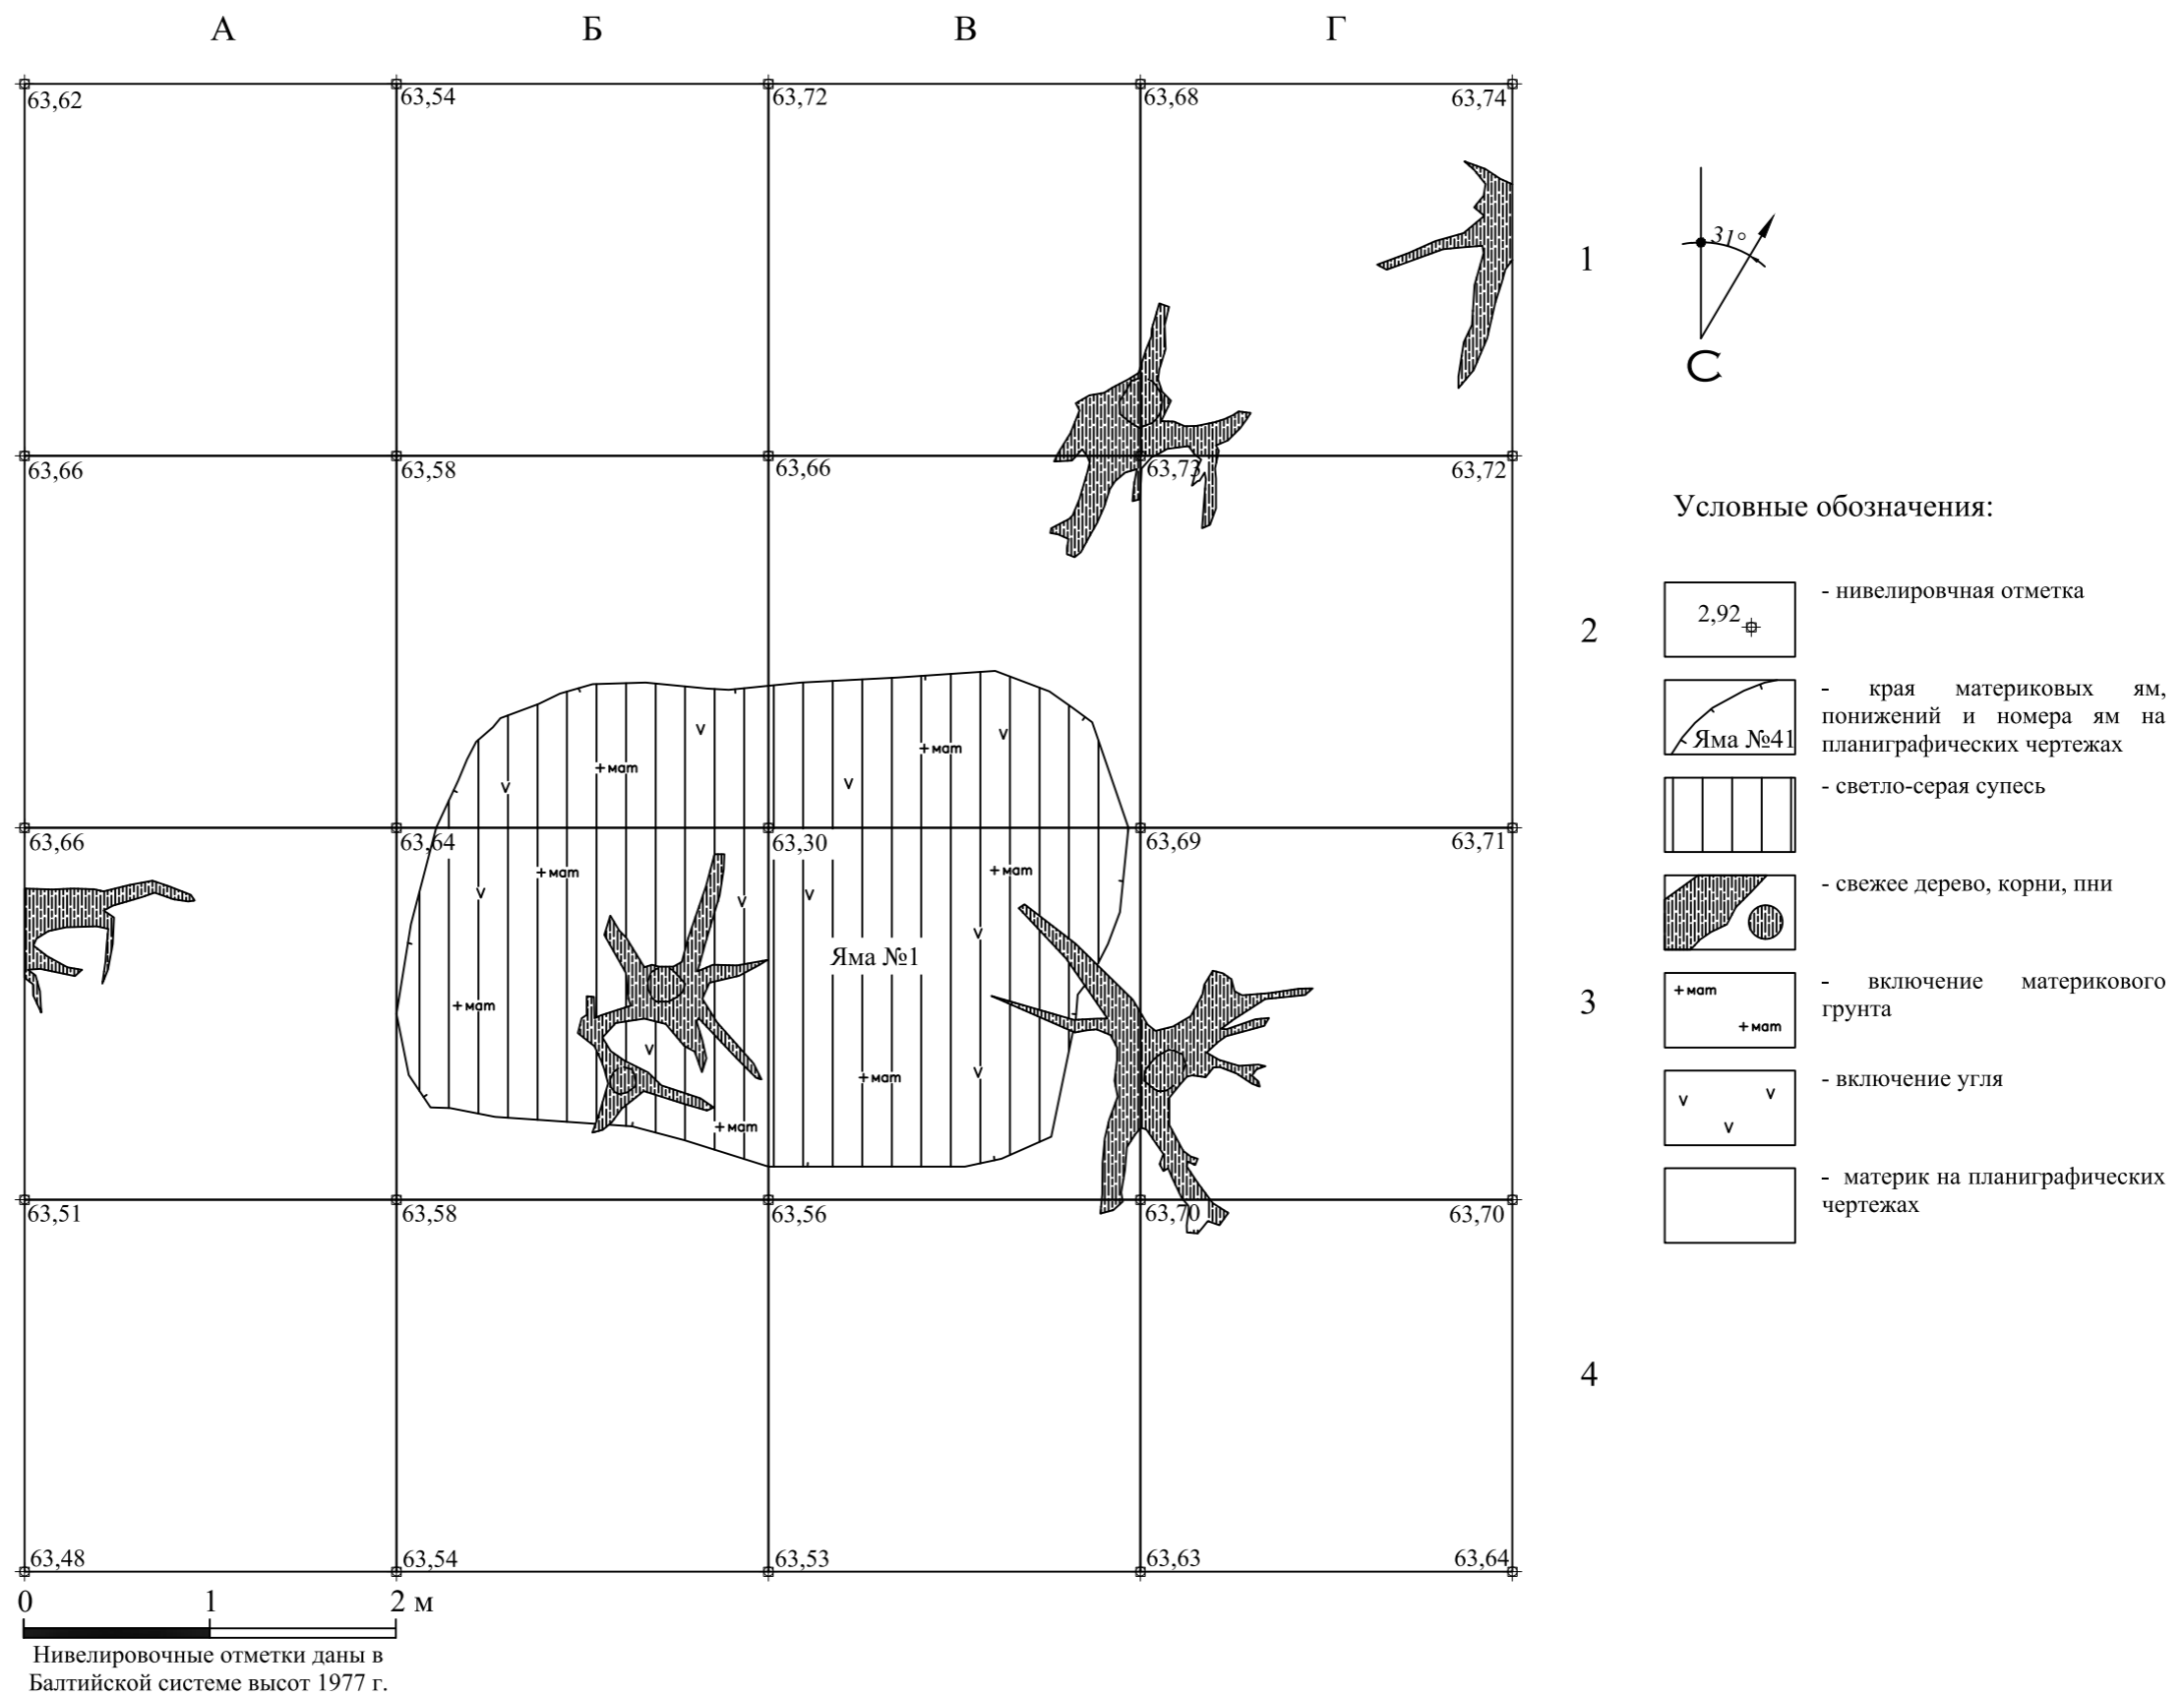 А Б В Г
63,62 63,54 63,72 63,68 63,74
31°
1
С
63,66 63,58 63,66 63,73 63,72
Условные обозначения:
2,92
- нивелировчная отметка
2
Яма №41
- края материковых ям,
понижений и номера ям на
планиграфических чертежах
v
+мат v
+мат
v v
- светло-серая супесь
63,66 63,64 63,30 63,69 63,71
+мат +мат
v v v
- свежее дерево, корни, пни
v
Яма №1
+мат
3
+мат
+мат
- включение материкового
грунта
v
+мат v
+мат
v v
v
- включение угля
- материк на планиграфических
чертежах
63,51 63,58 63,56 63,70 63,70
4
63,48 63,54 63,53 63,63 63,64
0 1 2 м
Нивелировочные отметки даны в
Балтийской системе высот 1977 г.